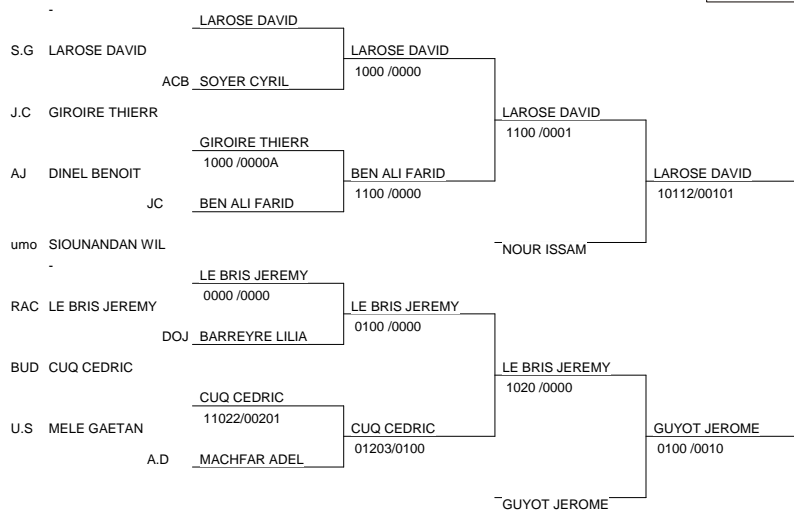 -
LAROSE DAVID
S.G LAROSE DAVID
LAROSE DAVID
1000 /0000
ACB SOYER CYRIL
J.C GIROIRE THIERR
LAROSE DAVID
1100 /0001
GIROIRE THIERR
1000 /0000A
AJ DINEL BENOIT
BEN ALI FARID
1100 /0000
LAROSE DAVID
10112/00101
JC BEN ALI FARID
umo SIOUNANDAN WIL
NOUR ISSAM
-
LE BRIS JEREMY
0000 /0000
RAC LE BRIS JEREMY
LE BRIS JEREMY
0100 /0000
DOJ BARREYRE LILIA
BUD CUQ CEDRIC
LE BRIS JEREMY
1020 /0000
CUQ CEDRIC
11022/00201
U.S MELE GAETAN
CUQ CEDRIC
01203/0100
GUYOT JEROME
0100 /0010
A.D MACHFAR ADEL
GUYOT JEROME